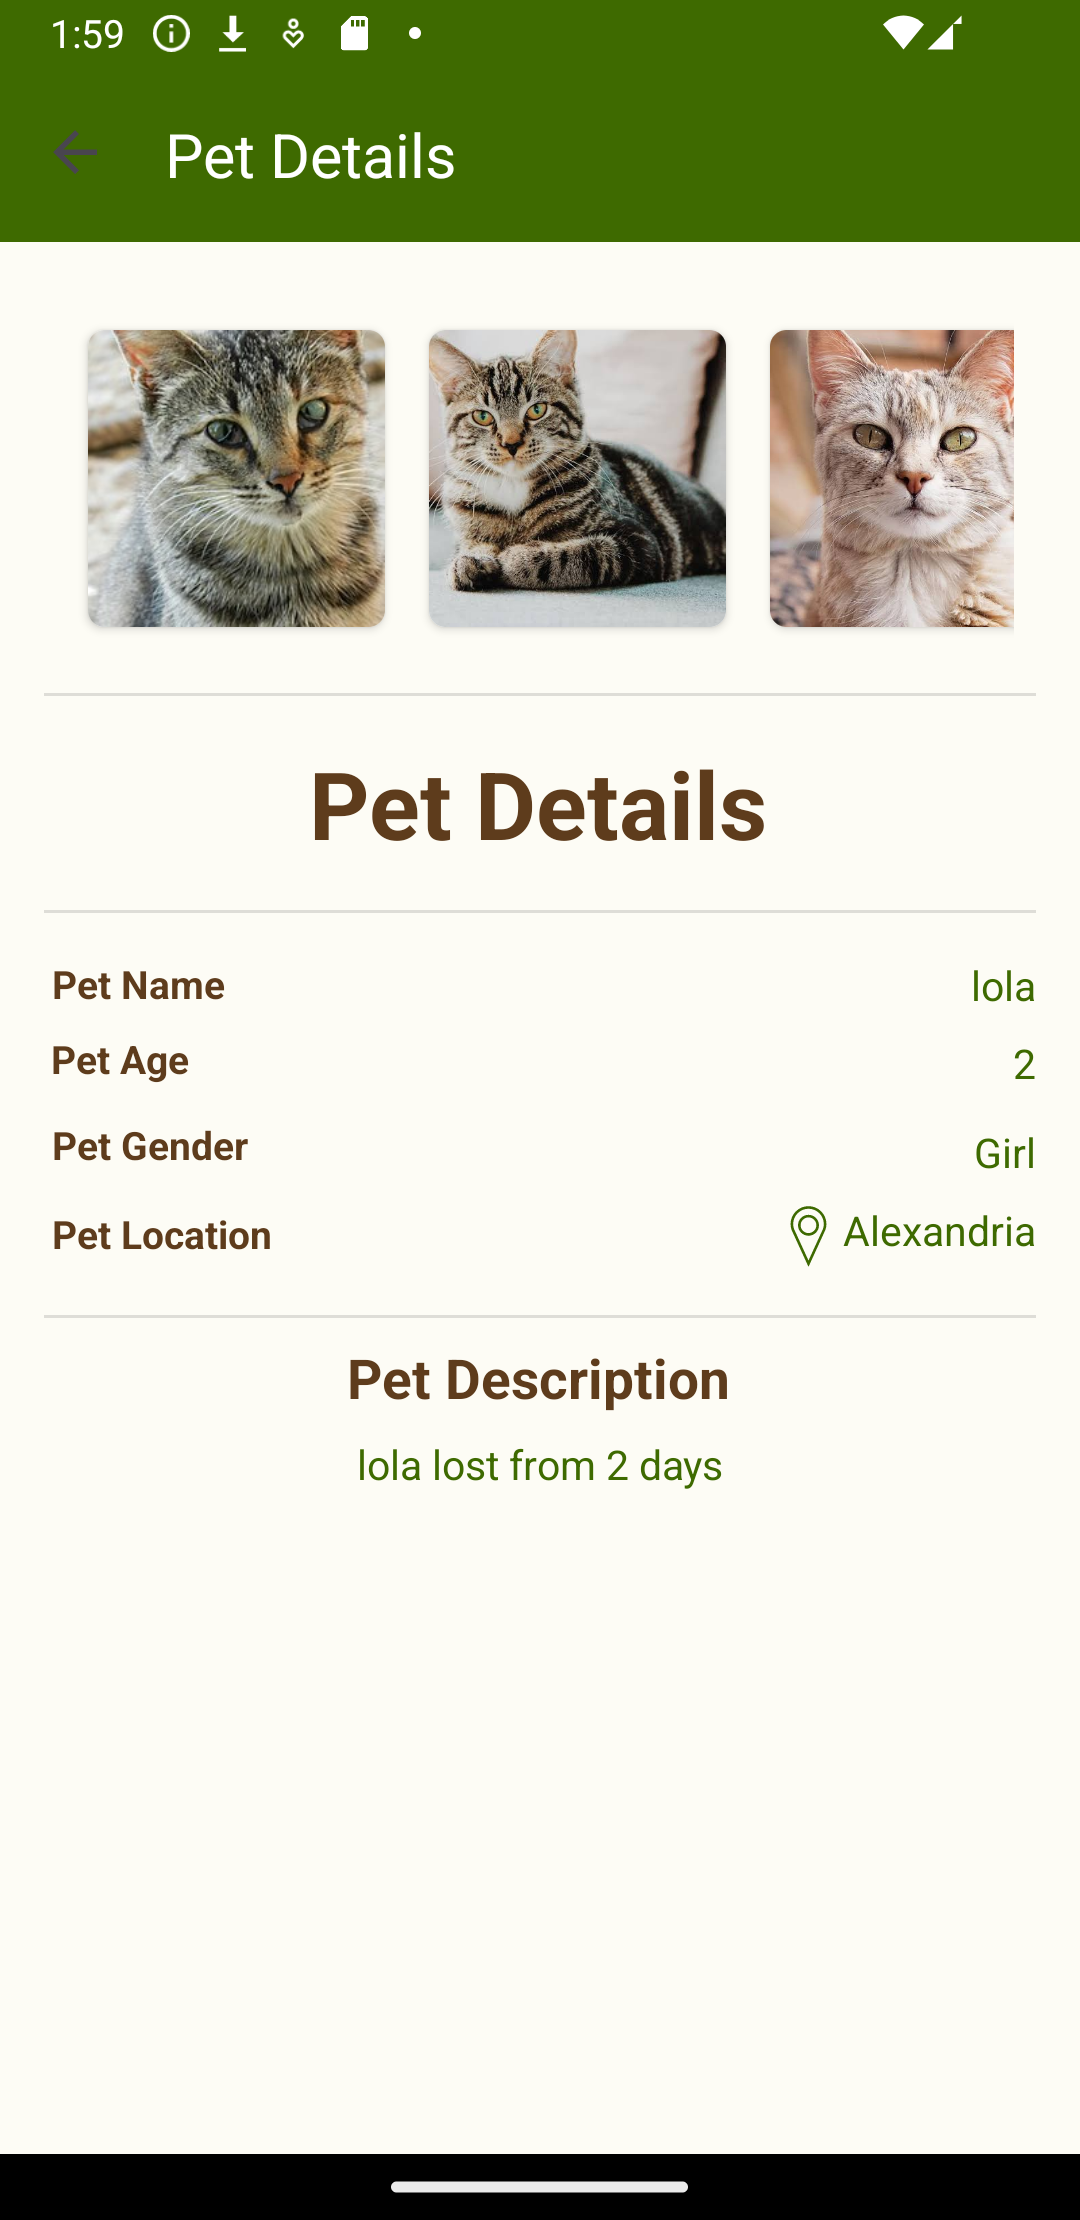 1:59
Pet Details
Pet Details
Pet Name
lola
Pet Age
2
Pet Gender
Girl
Pet Location
Alexandria
Pet Description
lola lost from 2 days